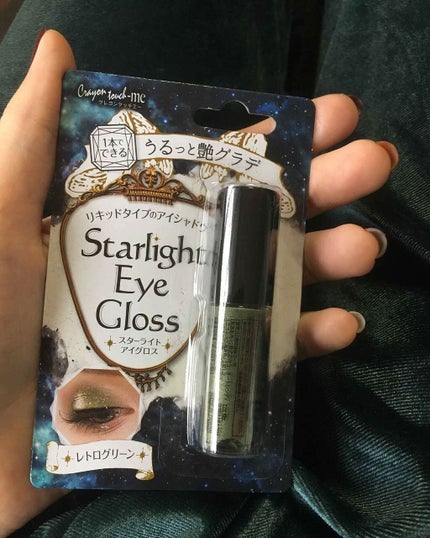 Crayon touch-me
クレヨンタッチミー
1本で
できる
うるっと艶グラデ
リキッドタイプのアイシャドウ
Starlight
Eye
Gloss
スターライト
アイグロス
レトログリーン